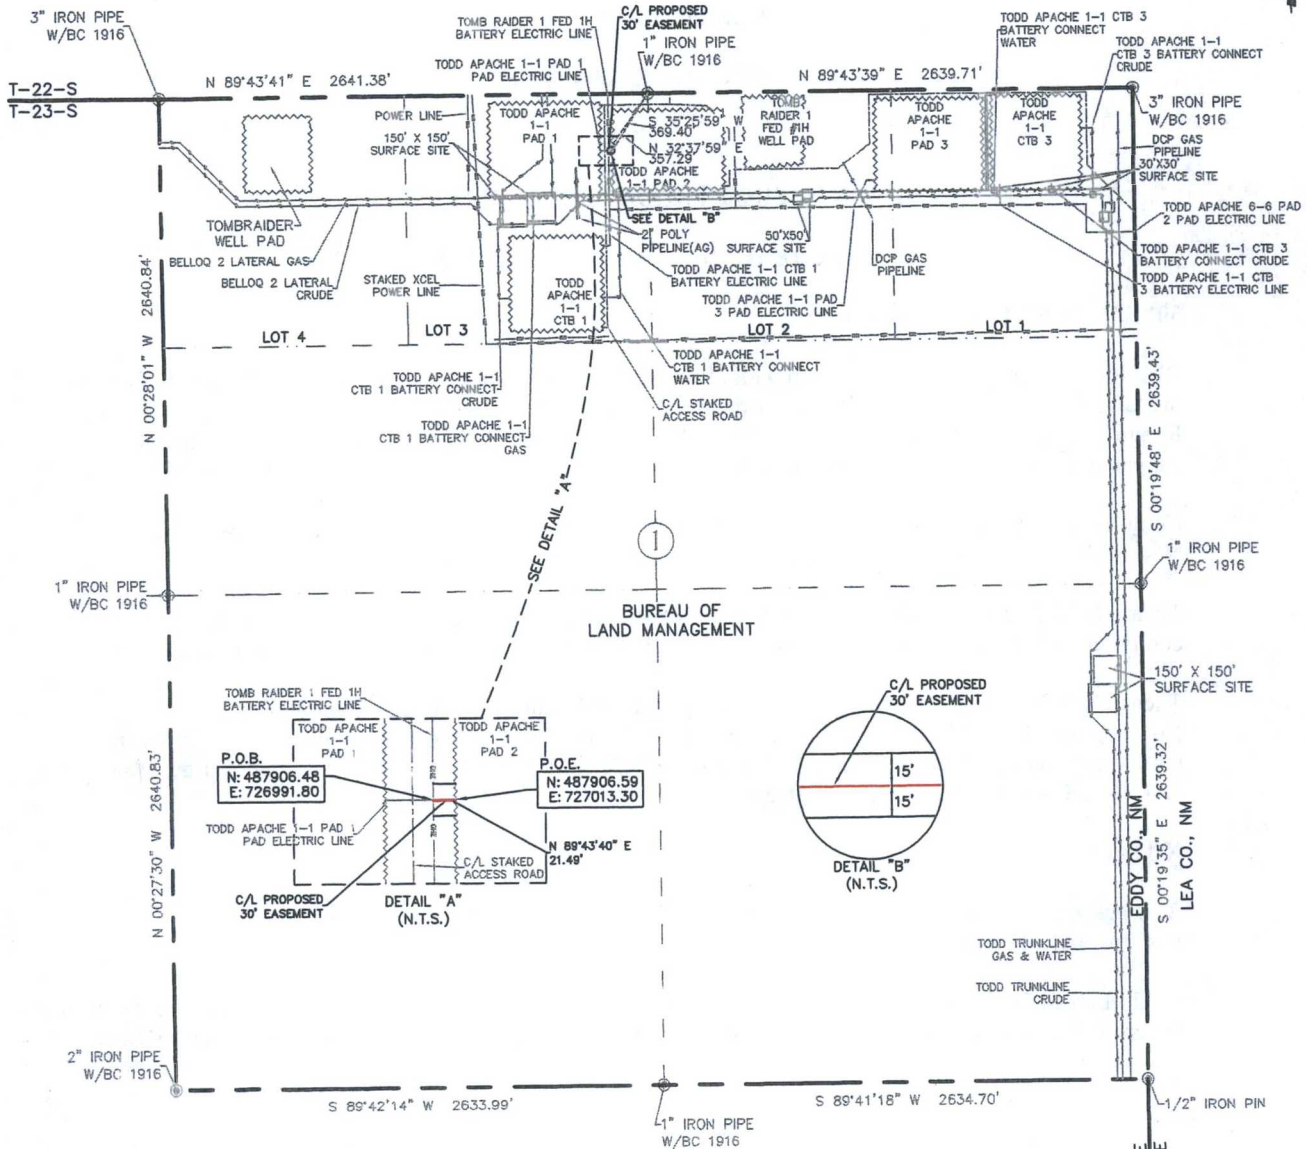 3" IRON PIPE
W/BC 1916
TOMB RAIDER 1 FED 1H
BATTERY ELECTRIC LINE
C/L PROPOSED
30' EASEMENT
1" IRON PIPE
W/BC 1916
TODD APACHE 1-1 PAD 1
PAD ELECTRIC LINE
TODD APACHE 1-1 CTB 3
BATTERY CONNECT
WATER
TODD APACHE 1-1
CTB 3 BATTERY CONNECT
CRUDE
T-22-S
T-23-S
N 89°43'41" E 2641.38'
N 89°43'39" E 2639.71'
3" IRON PIPE
W/BC 1916
POWER LINE
150' X 150'
SURFACE SITE
TODD APACHE
1-1
PAD 1
S 35°25'59"
369.40'
N 32°37'59"
357.29'
TODD APACHE
1-1 PAD 2
W
E
TOMB
RAIDER 1
FED #1H
WELL PAD
TODD
APACHE
1-1
PAD 3
TODD
APACHE
1-1
CTB 3
DCP GAS
PIPELINE
30'X30'
SURFACE SITE
TODD APACHE 6-6 PAD
2 PAD ELECTRIC LINE
TOMBRAIDER
WELL PAD
BELLOQ 2 LATERAL GAS
BELLOQ 2 LATERAL
CRUDE
SEE DETAIL "B"
2" POLY
PIPELINE(AG)
50'X50'
SURFACE SITE
DCP GAS
PIPELINE
TODD APACHE 1-1 CTB 3
BATTERY CONNECT CRUDE
TODD APACHE 1-1 CTB
3 BATTERY ELECTRIC LINE
STAKED XCEL
POWER LINE
TODD
APACHE
1-1
CTB 1
TODD APACHE 1-1 CTB 1
BATTERY ELECTRIC LINE
TODD APACHE 1-1 PAD
3 PAD ELECTRIC LINE
LOT 4
LOT 3
LOT 2
LOT 1
N 00°28'01" W 2640.84'
S 00°19'48" E 2639.43'
TODD APACHE 1-1
CTB 1 BATTERY CONNECT
CRUDE
TODD APACHE 1-1
CTB 1 BATTERY CONNECT
WATER
C/L STAKED
ACCESS ROAD
TODD APACHE 1-1
CTB 1 BATTERY CONNECT
GAS
SEE DETAIL "A"
1
1" IRON PIPE
W/BC 1916
1" IRON PIPE
W/BC 1916
BUREAU OF
LAND MANAGEMENT
150' X 150'
SURFACE SITE
TOMB RAIDER 1 FED 1H
BATTERY ELECTRIC LINE
TODD APACHE
1-1
PAD 1
TODD APACHE
1-1
PAD 2
P.O.B.
N: 487906.48
E: 726991.80
P.O.E.
N: 487906.59
E: 727013.30
TODD APACHE 1-1 PAD 1
PAD ELECTRIC LINE
N 89°43'40" E
21.49'
C/L STAKED
ACCESS ROAD
C/L PROPOSED
30' EASEMENT
DETAIL "A"
(N.T.S.)
C/L PROPOSED
30' EASEMENT
15'
15'
DETAIL "B"
(N.T.S.)
N 00°27'30" W 2640.83'
EDDY CO., NM
S 00°19'35" E 2639.32'
LEA CO., NM
TODD TRUNKLINE
GAS & WATER
TODD TRUNKLINE
CRUDE
2" IRON PIPE
W/BC 1916
S 89°42'14" W 2633.99'
S 89°41'18" W 2634.70'
1" IRON PIPE
W/BC 1916
1/2" IRON PIN